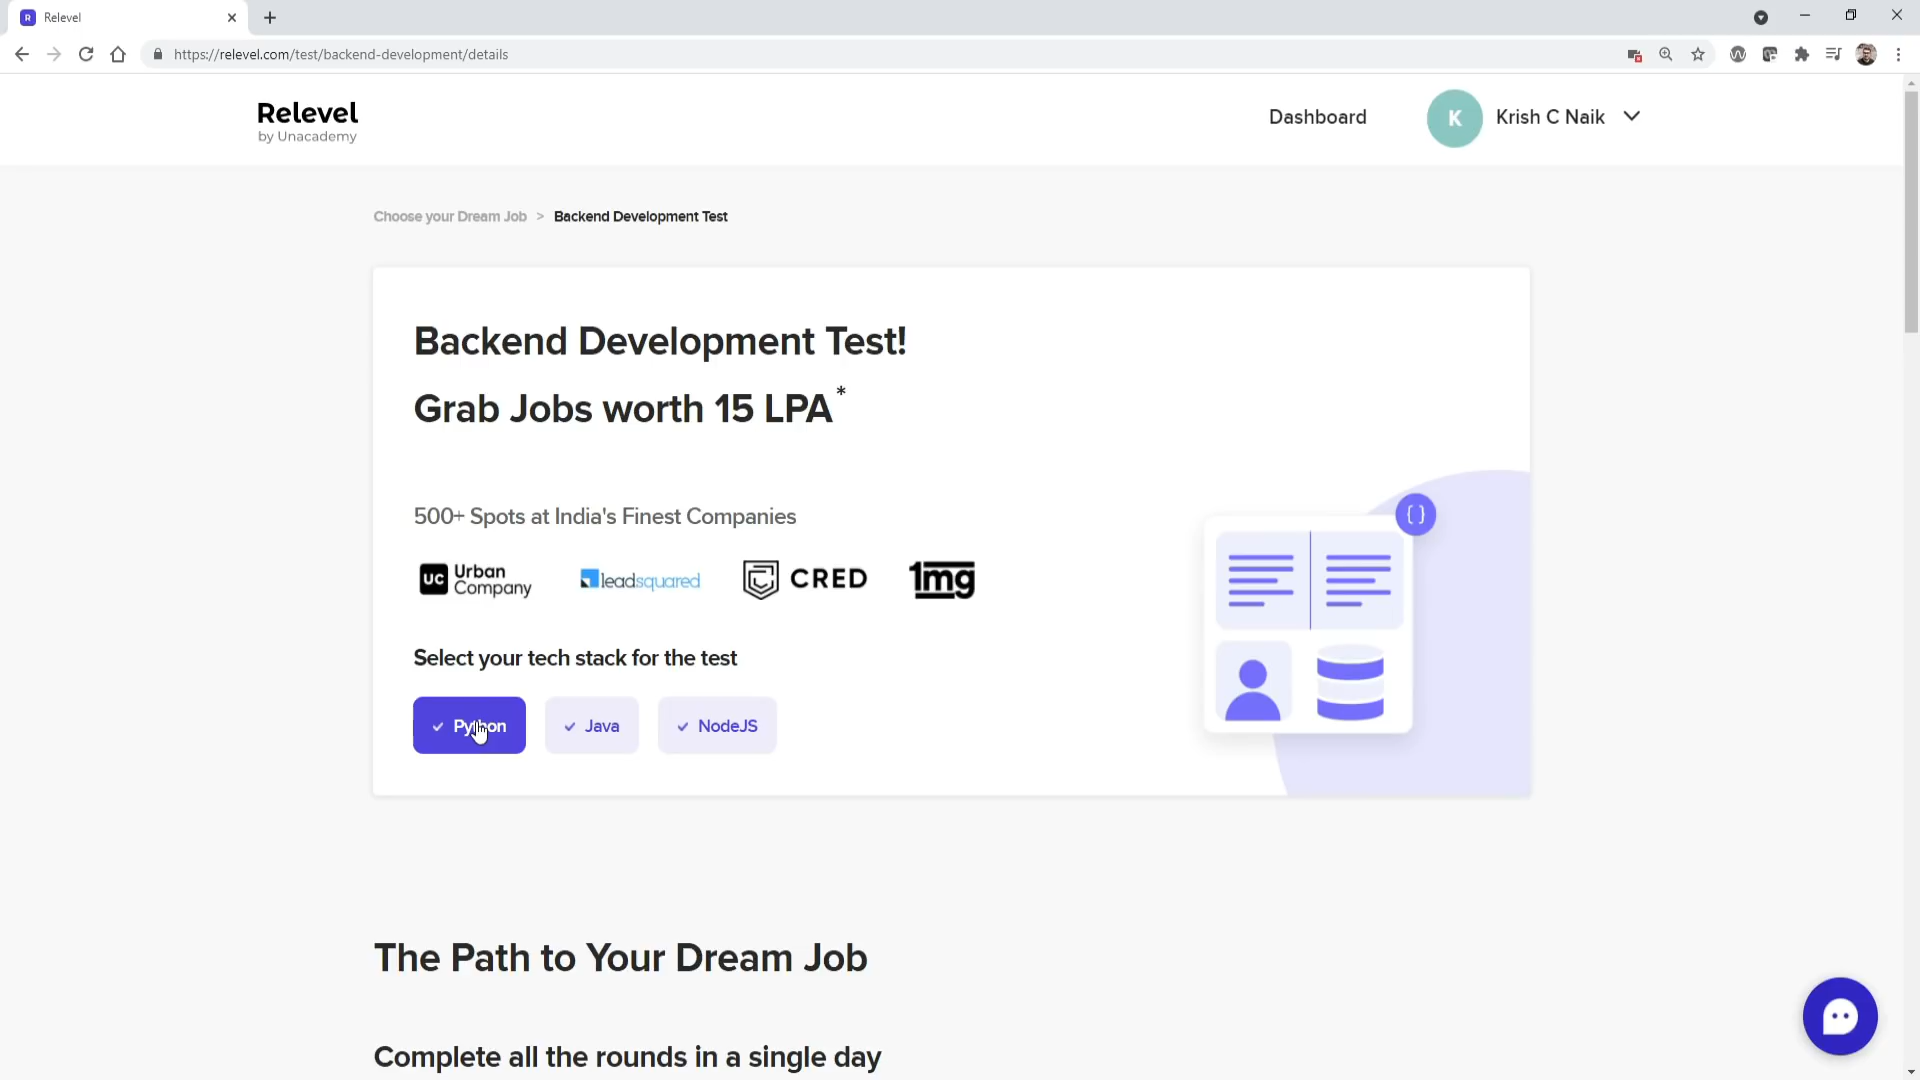 Relevel
https://relevel.com/test/backend-development/details
Relevel
by Unacademy
Dashboard
K
Krish C Naik
Choose your Dream Job > Backend Development Test
Backend Development Test!
Grab Jobs worth 15 LPA*
500+ Spots at India's Finest Companies
UC Urban Company
leadsquared
CRED
1mg
Select your tech stack for the test
Python
Java
NodeJS
{ }
The Path to Your Dream Job
Complete all the rounds in a single day